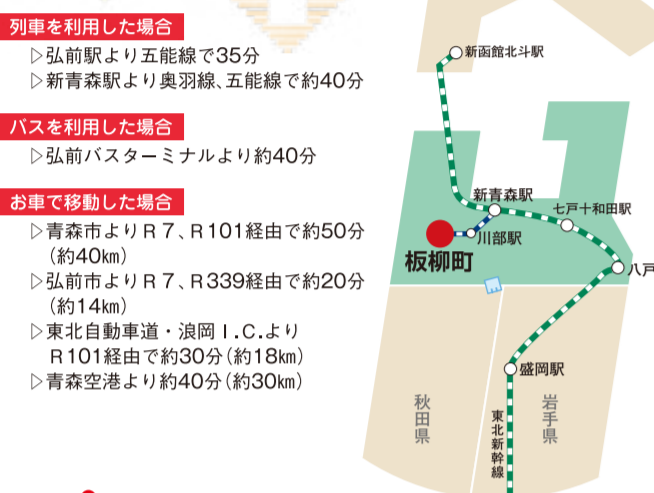 列車を利用した場合
▷弘前駅より五能線で35分
▷新青森駅より奥羽線、五能線で約40分
バスを利用した場合
▷弘前バスターミナルより約40分
お車で移動した場合
▷青森市よりR7、R101経由で約50分
(約40㎞)
▷弘前市よりR7、R339経由で約20分
(約14㎞)
▷東北自動車道・浪岡I.C.より
R101経由で約30分(約18㎞)
▷青森空港より約40分(約30㎞)
新函館北斗駅
新青森駅
七戸十和田駅
川部駅
板柳町
八戸
盛岡駅
秋田県
岩手県
東北新幹線